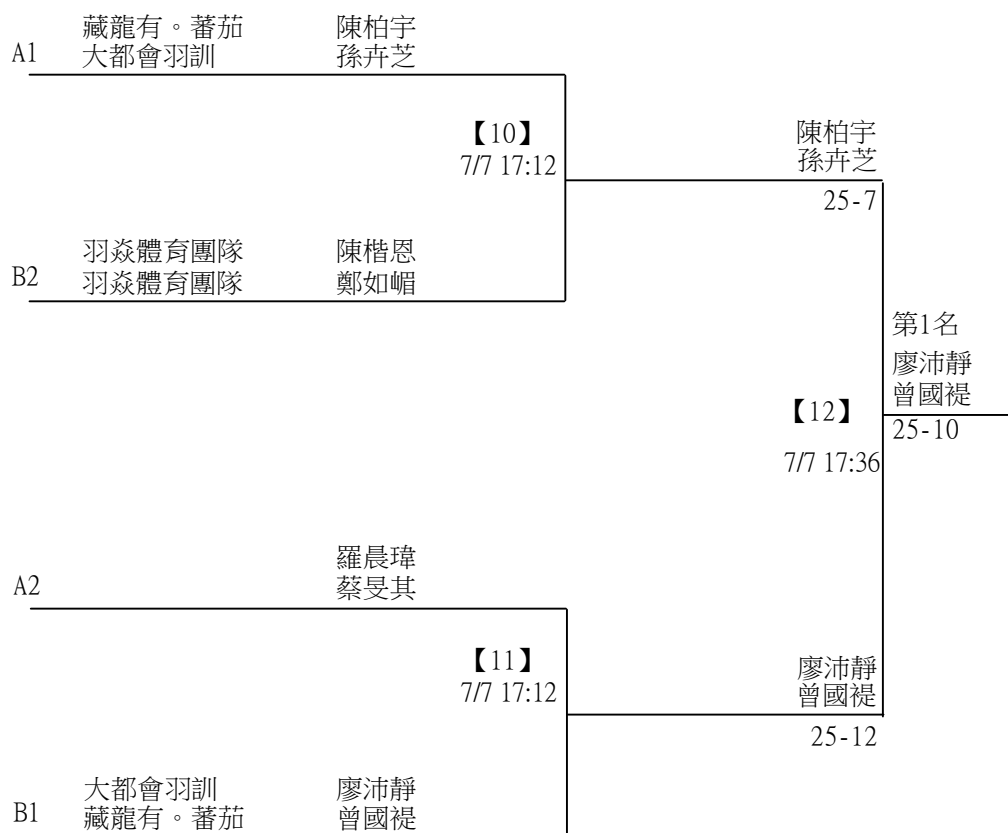 藏龍有。蕃茄 陳柏宇
A1 大都會羽訓 孫卉芝
【10】
7/7 17:12
陳柏宇
孫卉芝
25-7
羽焱體育團隊 陳楷恩
B2 羽焱體育團隊 鄭如嵋
第1名
廖沛靜
曾國禔
25-10
【12】
7/7 17:36
羅晨瑋
A2 蔡旻其
【11】
7/7 17:12
廖沛靜
曾國禔
25-12
大都會羽訓 廖沛靜
B1 藏龍有。蕃茄 曾國禔